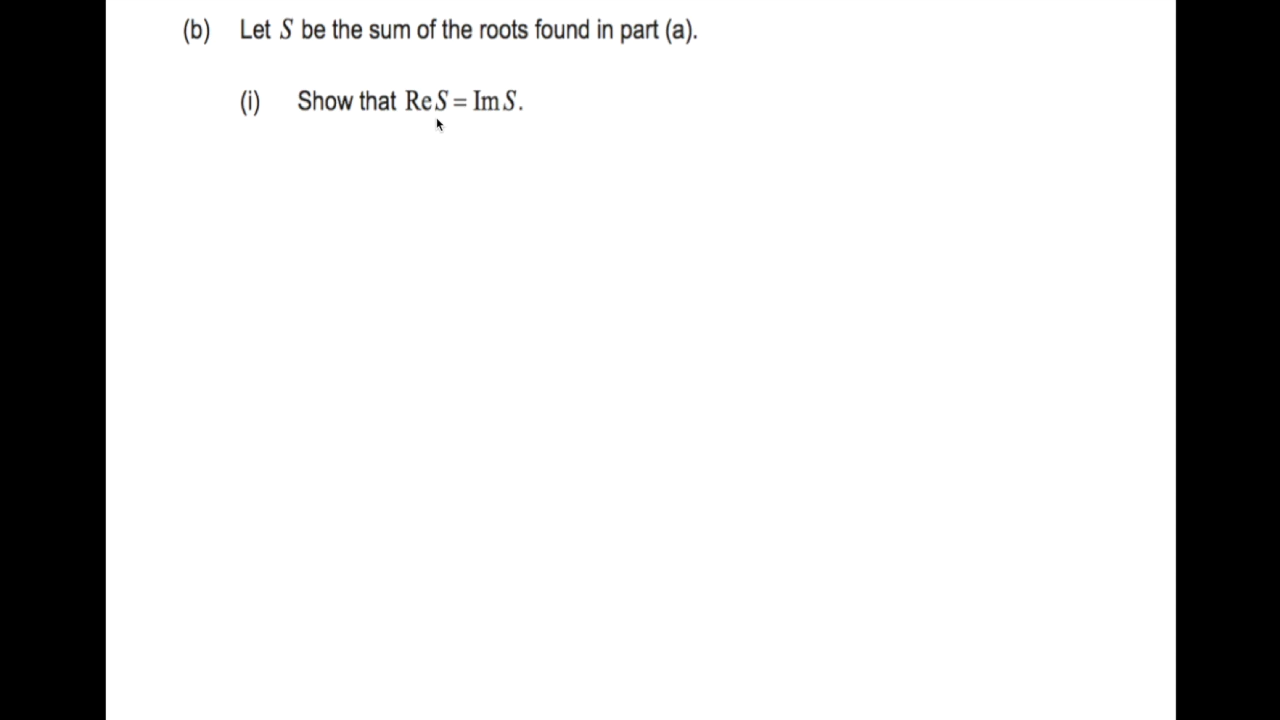 (b) Let S be the sum of the roots found in part (a).
(i) Show that Re S = Im S.